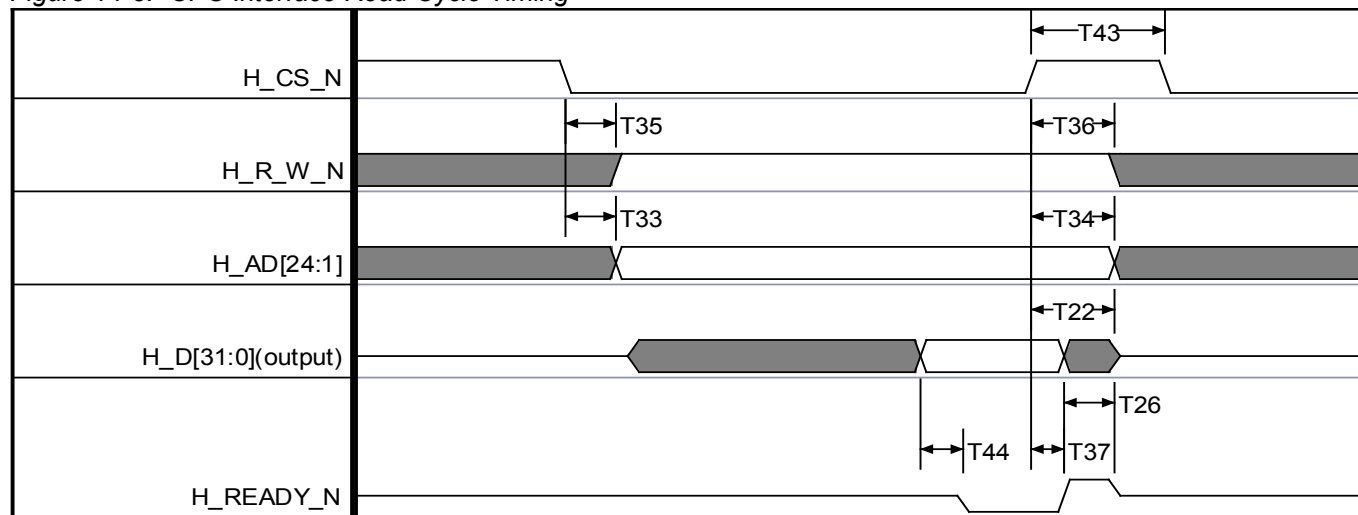 T43
H_CS_N
T35
T36
H_R_W_N
T33
T34
H_AD[24:1]
T22
H_D[31:0](output)
T26
T44
T37
H_READY_N